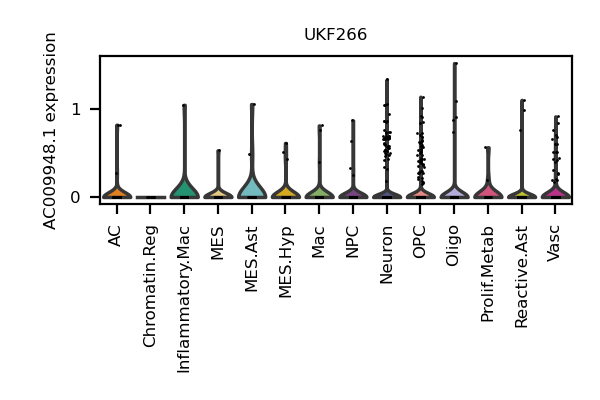 UKF266
AC009948.1 expression
1
0
AC
Chromatin.Reg
Inflammatory.Mac
MES
MES.Ast
MES.Hyp
Mac
NPC
Neuron
OPC
Oligo
Prolif.Metab
Reactive.Ast
Vasc